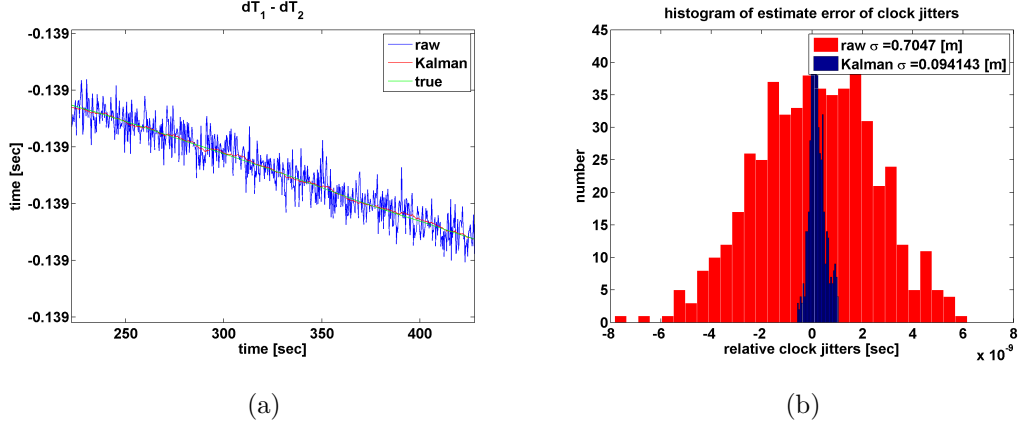 dT1 - dT2
-0.139
-0.139
-0.139
-0.139
-0.139
-0.139
time [sec]
250 300 350 400
time [sec]
raw
Kalman
true
(a)
histogram of estimate error of clock jitters
45
40
35
30
25
20
15
10
5
0
number
-8 -6 -4 -2 0 2 4 6 8
relative clock jitters [sec]
x 10^-9
raw σ =0.7047 [m]
Kalman σ =0.094143 [m]
(b)